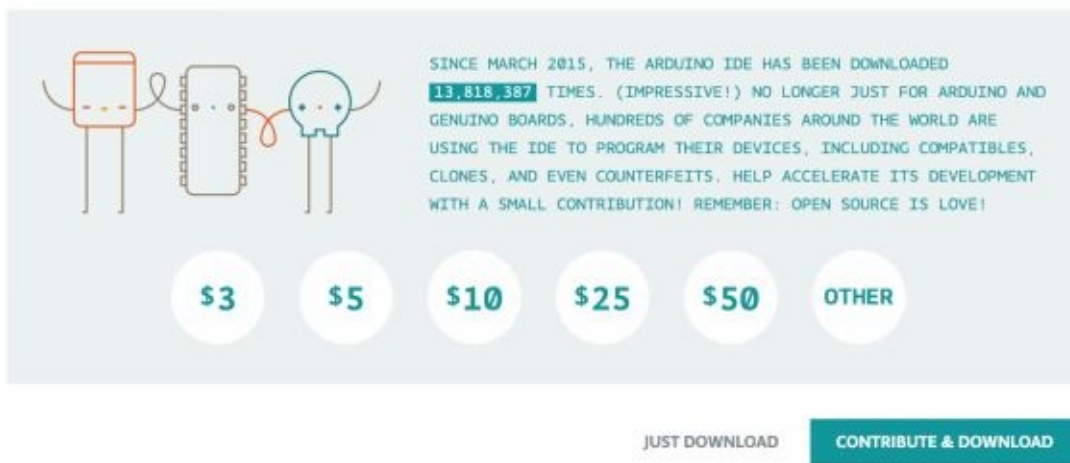 SINCE MARCH 2015, THE ARDUINO IDE HAS BEEN DOWNLOADED
13,818,387 TIMES. (IMPRESSIVE!) NO LONGER JUST FOR ARDUINO AND
GENUINO BOARDS, HUNDREDS OF COMPANIES AROUND THE WORLD ARE
USING THE IDE TO PROGRAM THEIR DEVICES, INCLUDING COMPATIBLES,
CLONES, AND EVEN COUNTERFEITS. HELP ACCELERATE ITS DEVELOPMENT
WITH A SMALL CONTRIBUTION! REMEMBER: OPEN SOURCE IS LOVE!
$3 $5 $10 $25 $50 OTHER
JUST DOWNLOAD CONTRIBUTE & DOWNLOAD